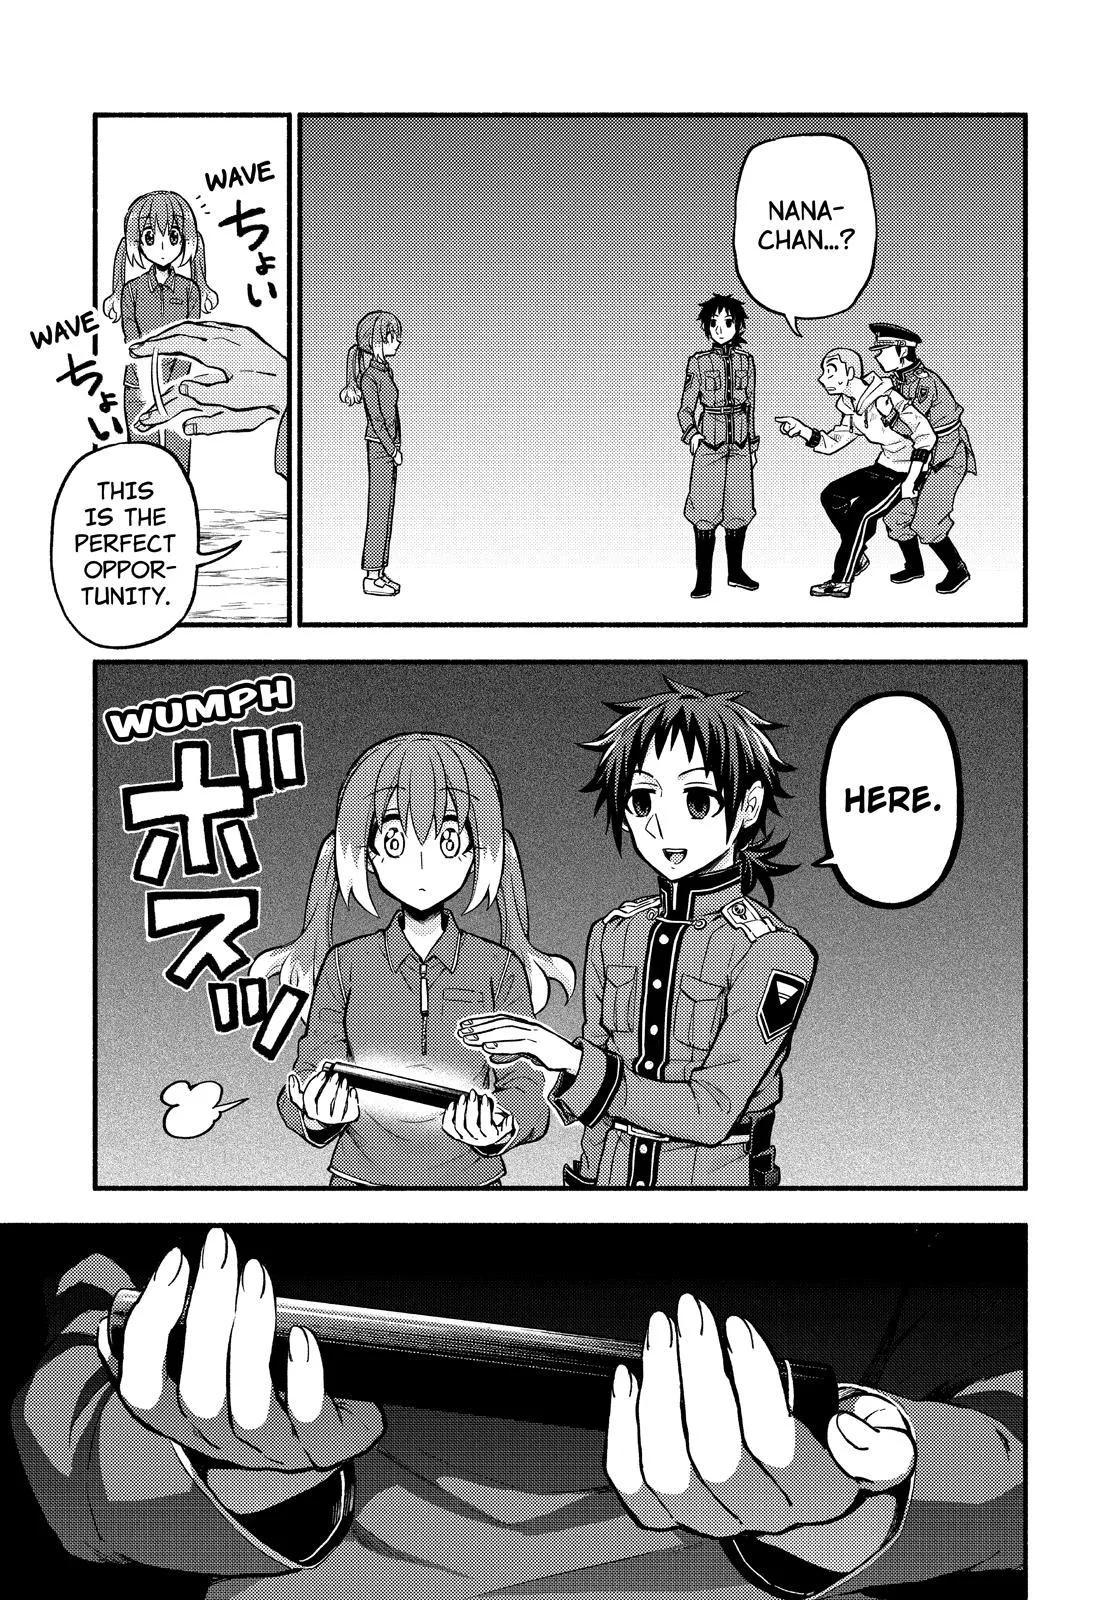 NANA-
CHAN...?
WAVE
ちょい
WAVE
ちょい
THIS
IS THE
PERFECT
OPPOR-
TUNITY.
HERE.
WUMPH
ボスッ